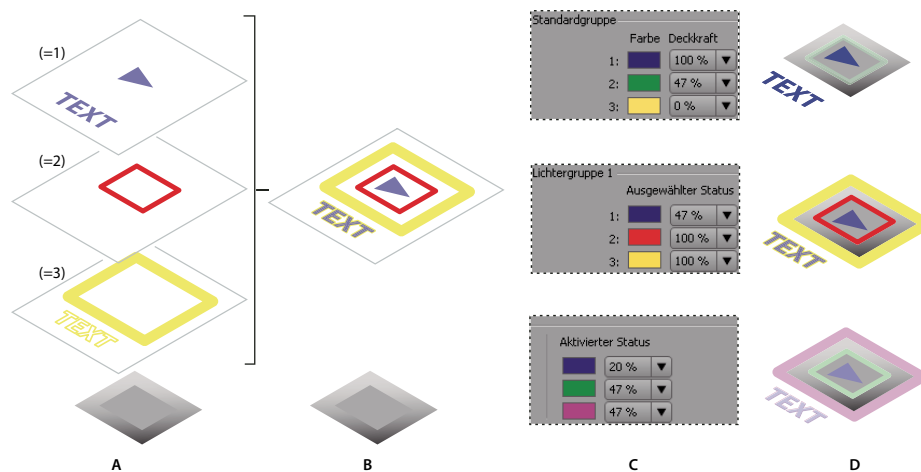 (=1)
TEXT
(=2)
(=3)
TEXT
TEXT
Standardgruppe
Farbe Deckkraft
1: 100 %
2: 47 %
3: 0 %
Lichtergruppe 1
Ausgewählter Status
1: 47 %
2: 100 %
3: 100 %
Aktivierter Status
20 %
47 %
47 %
TEXT
TEXT
TEXT
A B C D